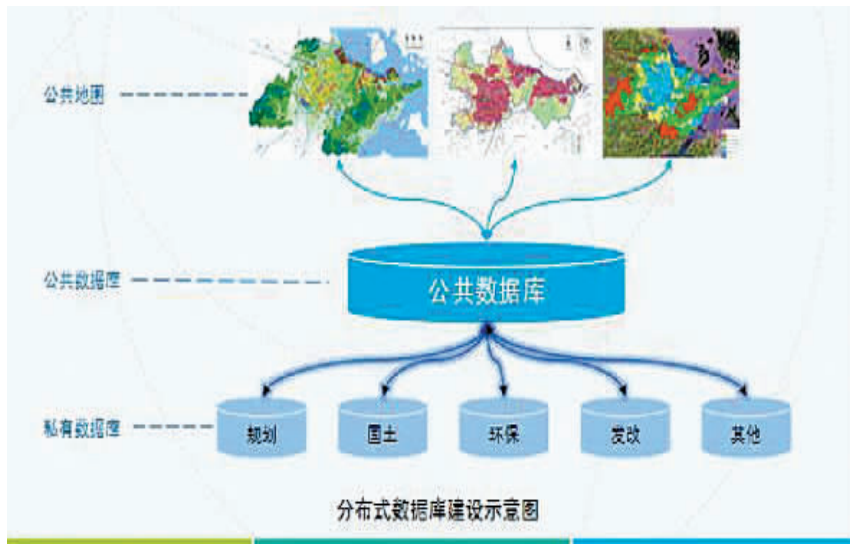 公共地图
公共数据库
公共数据库
私有数据库
规划
国土
环保
发改
其他
分布式数据库建设示意图